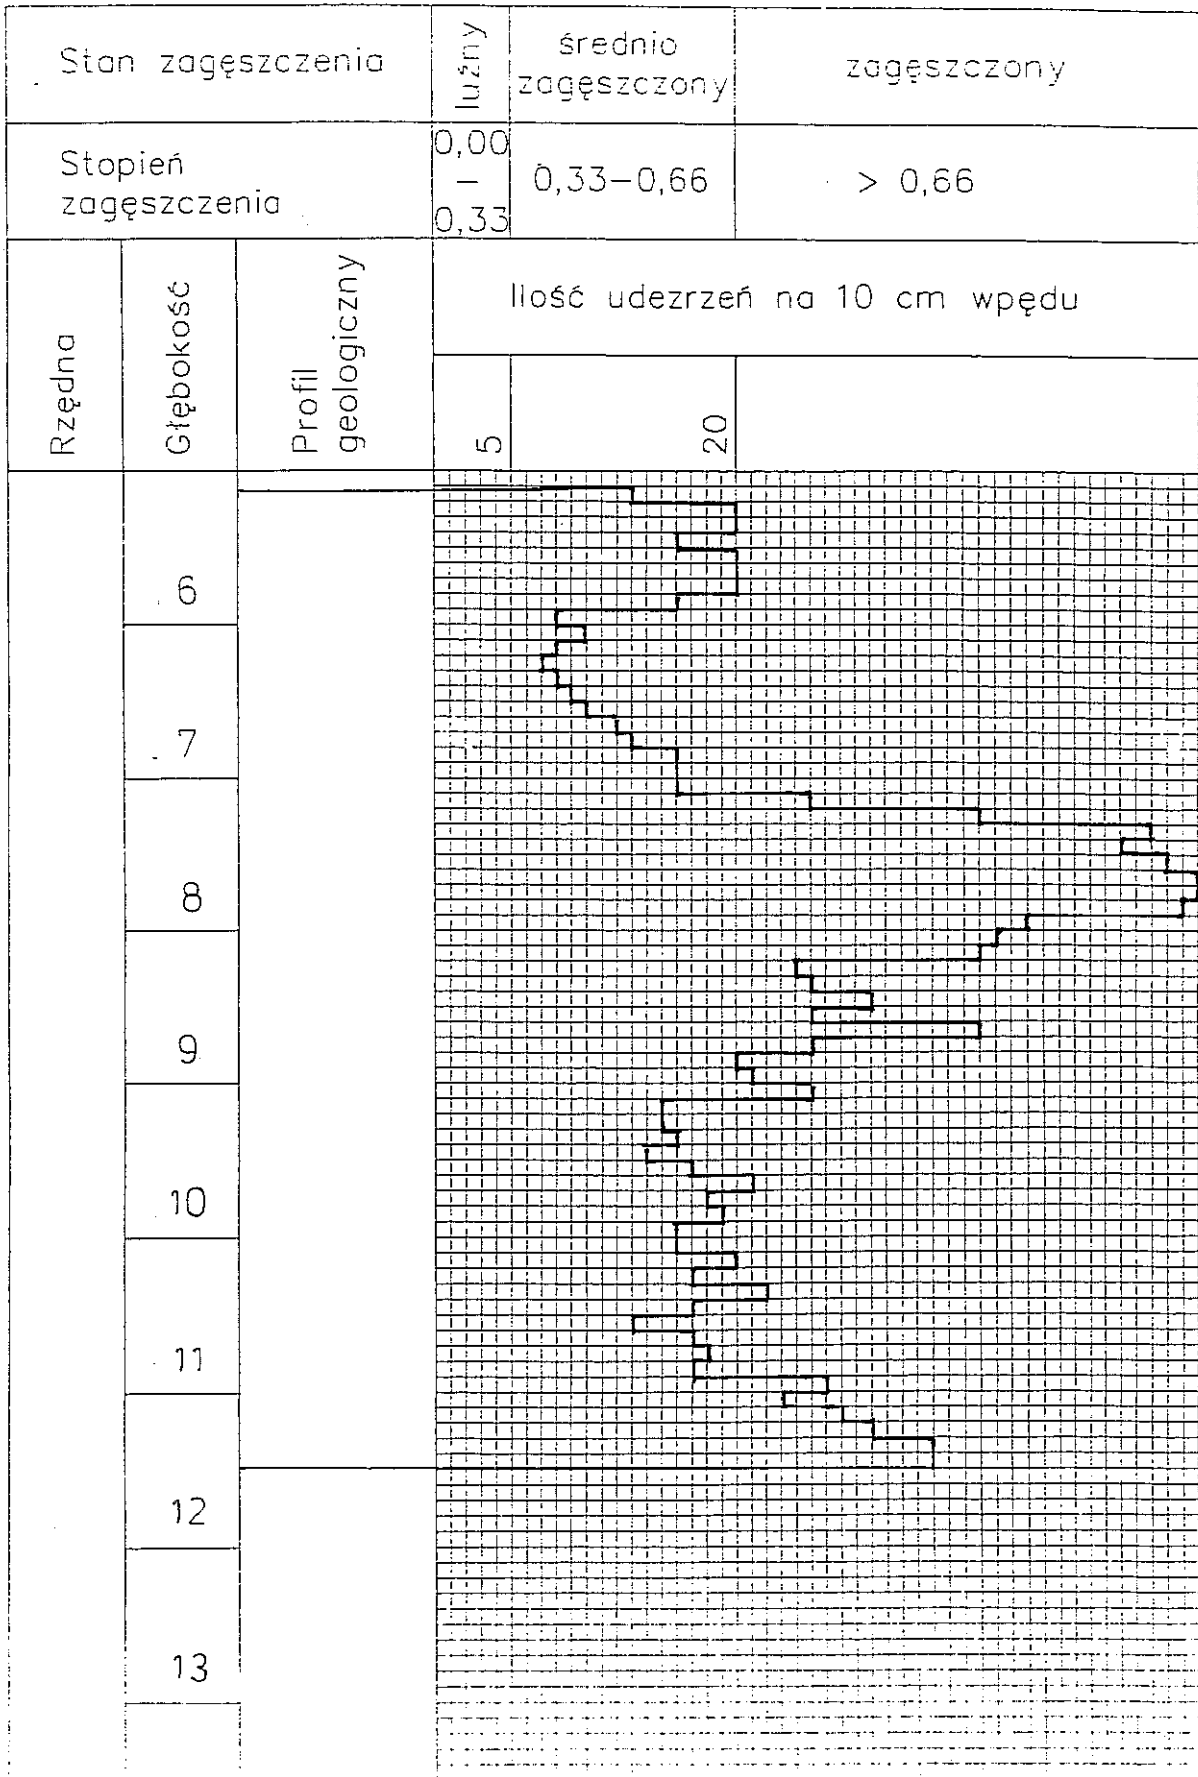 Stan zagęszczenia
luźny
średnio
zagęszczony
zagęszczony
Stopień
zagęszczenia
0,00
–
0,33
0,33–0,66
> 0,66
Rzędna
Głębokość
Profil
geologiczny
Ilość udezrzeń na 10 cm wpędu
5
20
6
7
8
9
10
11
12
13